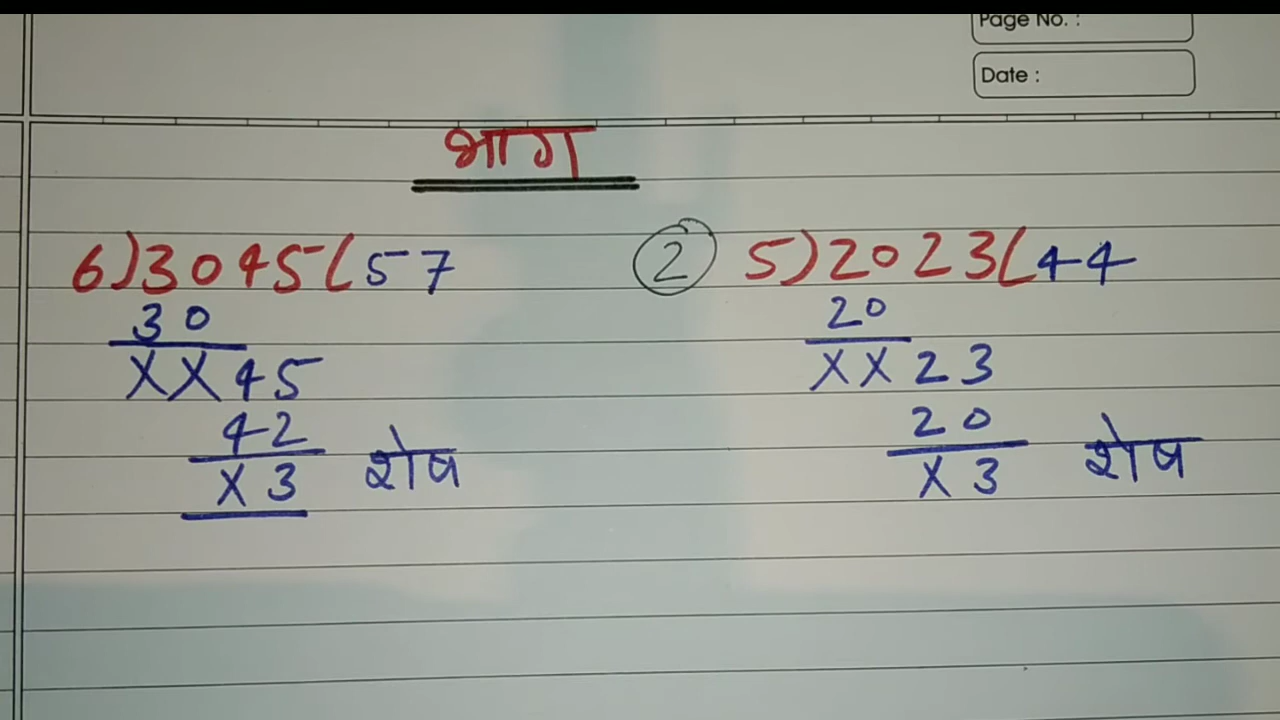 Page No. :
Date :
भाग
6)3045(57
30
XX45
42
X3 शेष
2 5)2023(44
20
XX23
20
X3 शेष